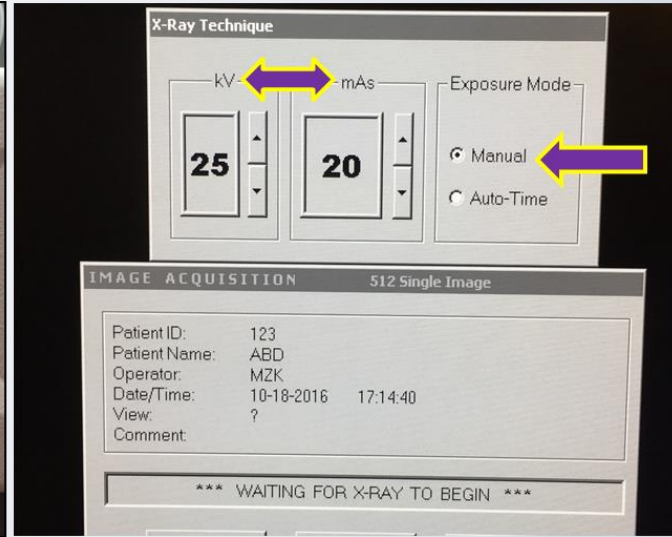 X-Ray Technique
kV mAs Exposure Mode
25 20 Manual
Auto-Time
IMAGE ACQUISITION 512 Single Image
Patient ID: 123
Patient Name: ABD
Operator: MZK
Date/Time: 10-18-2016 17:14:40
View: ?
Comment:
*** WAITING FOR X-RAY TO BEGIN ***